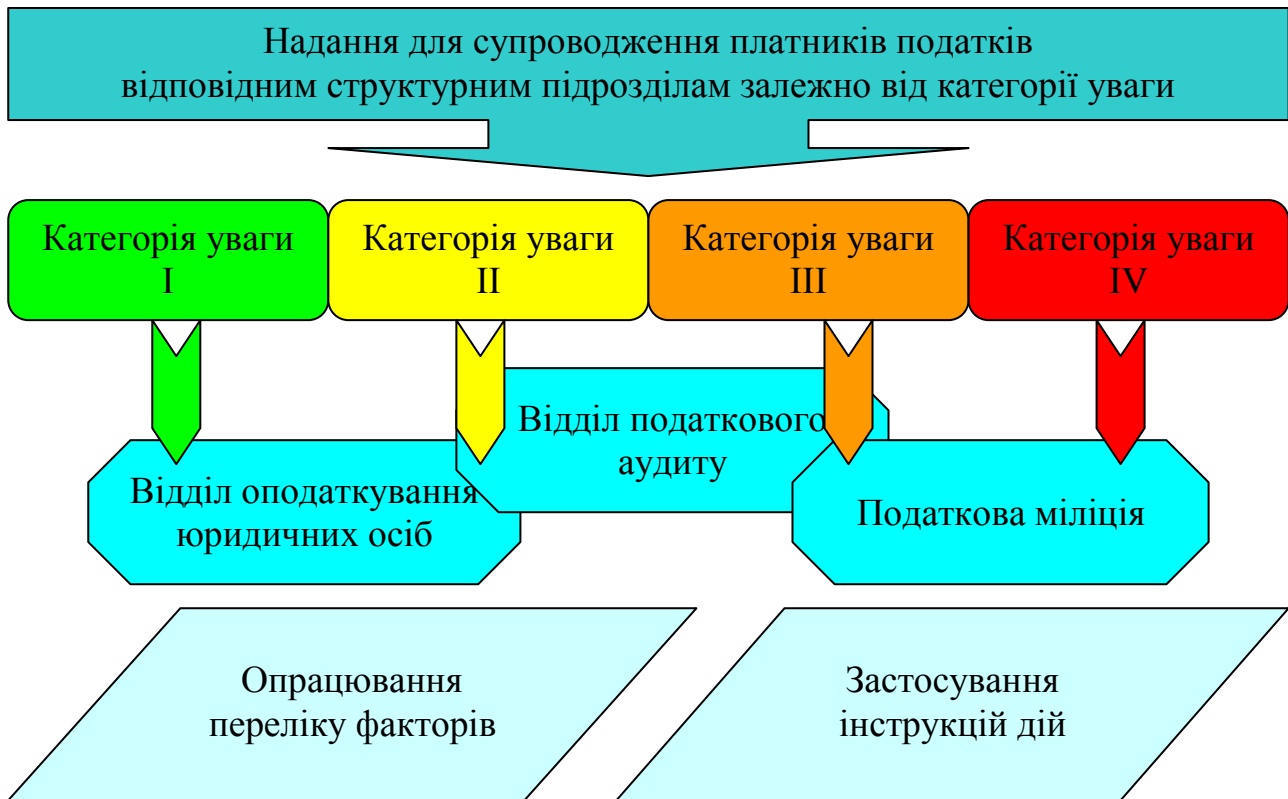 Надання для супроводження платників податків
відповідним структурним підрозділам залежно від категорії уваги
Категорія уваги
I
Категорія уваги
II
Категорія уваги
III
Категорія уваги
IV
Відділ податкового
аудиту
Відділ оподаткування
юридичних осіб
Податкова міліція
Опрацювання
переліку факторів
Застосування
інструкцій дій